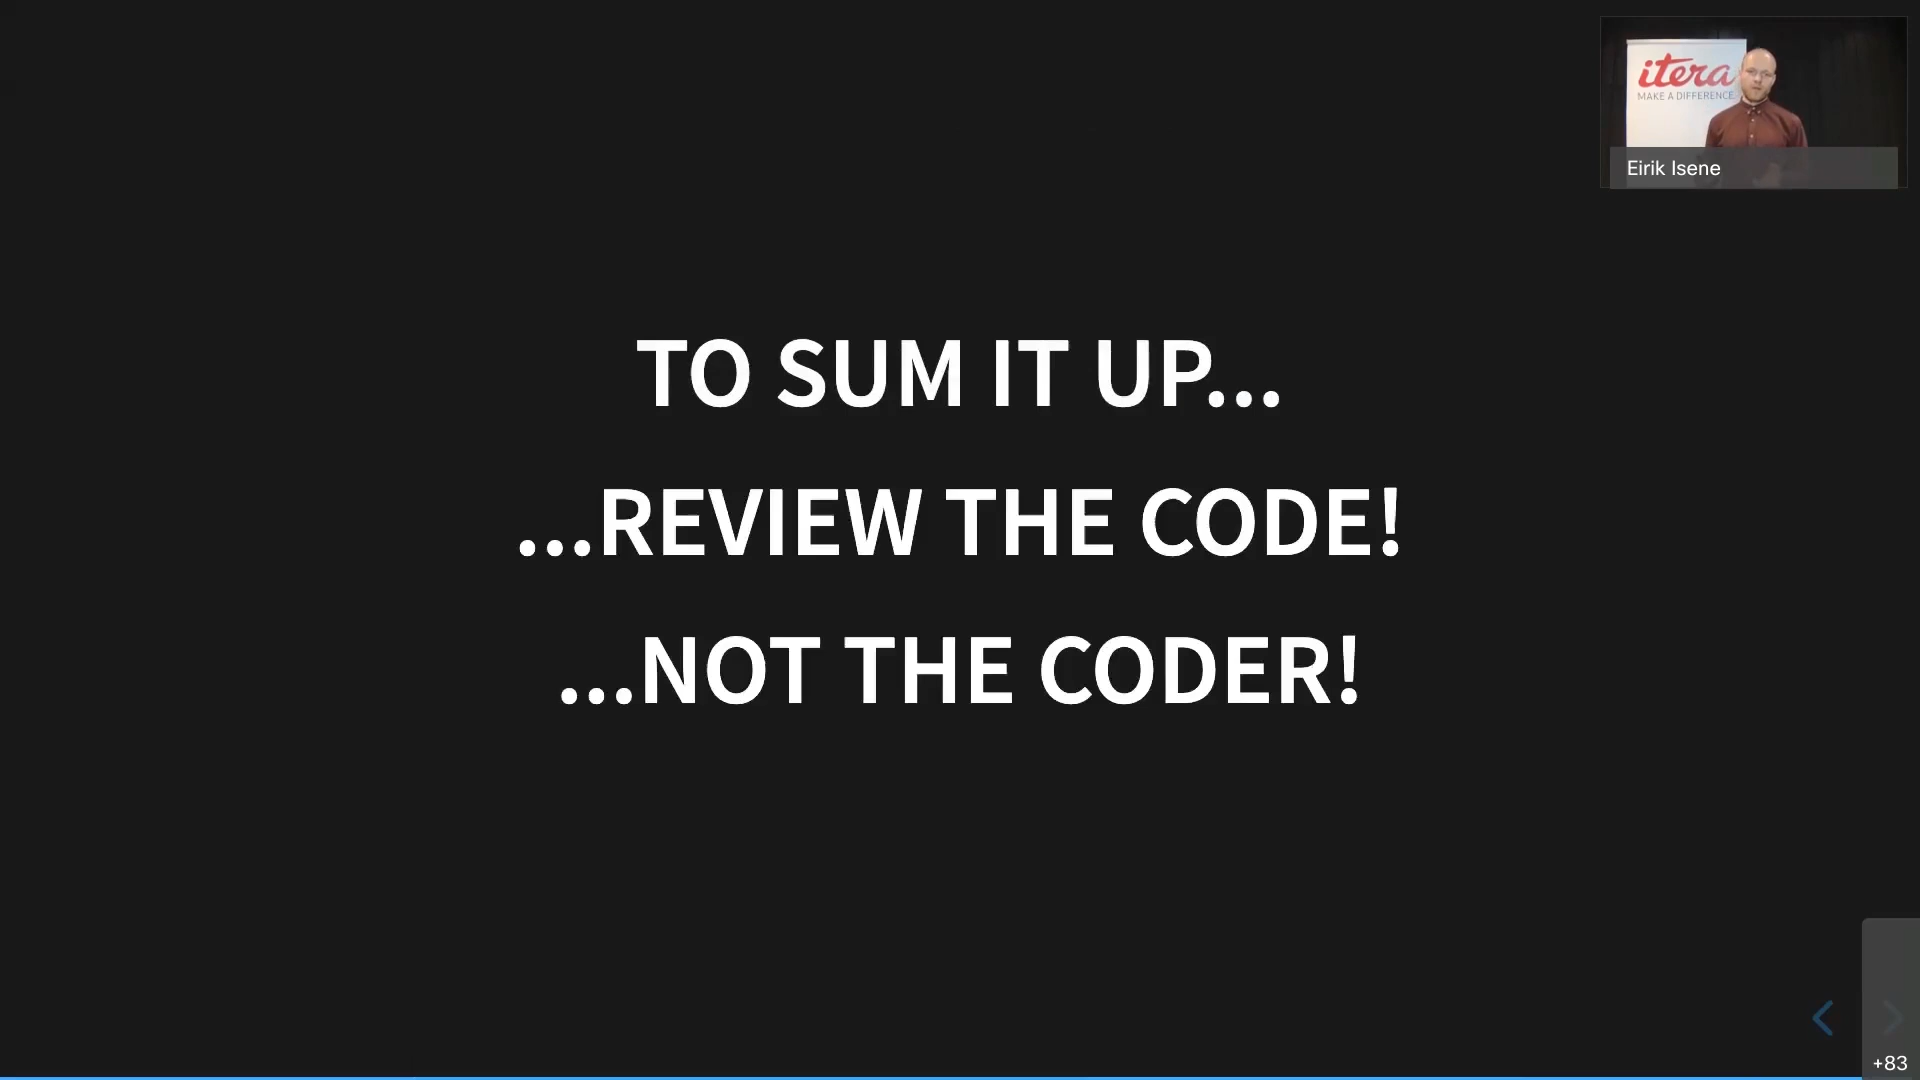 itera
MAKE A DIFFERENCE
Eirik Isene
TO SUM IT UP...
...REVIEW THE CODE!
...NOT THE CODER!
+83